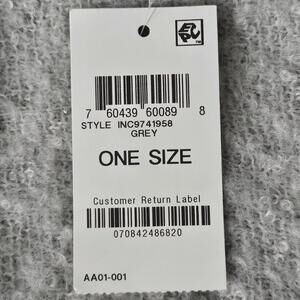 7 60439 60089 8
STYLE INC9741958
GREY
ONE SIZE
Customer Return Label
070842486820
AA01-001